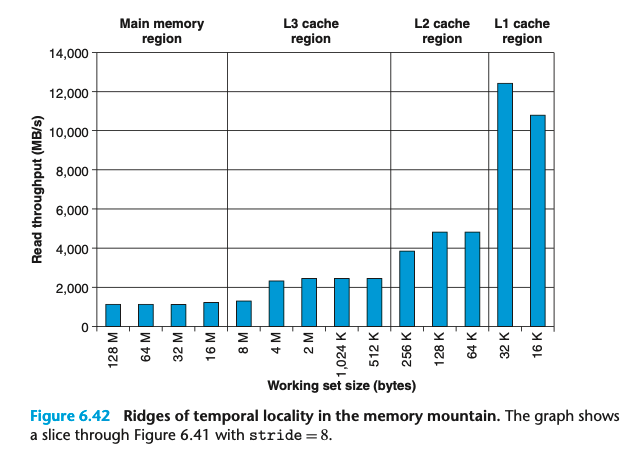 Main memory
region
L3 cache
region
L2 cache
region
L1 cache
region
14,000
12,000
10,000
8,000
6,000
4,000
2,000
0
Read throughput (MB/s)
128 M
64 M
32 M
16 M
8 M
4 M
2 M
1,024 K
512 K
256 K
128 K
64 K
32 K
16 K
Working set size (bytes)
Figure 6.42 Ridges of temporal locality in the memory mountain. The graph shows
a slice through Figure 6.41 with stride = 8.